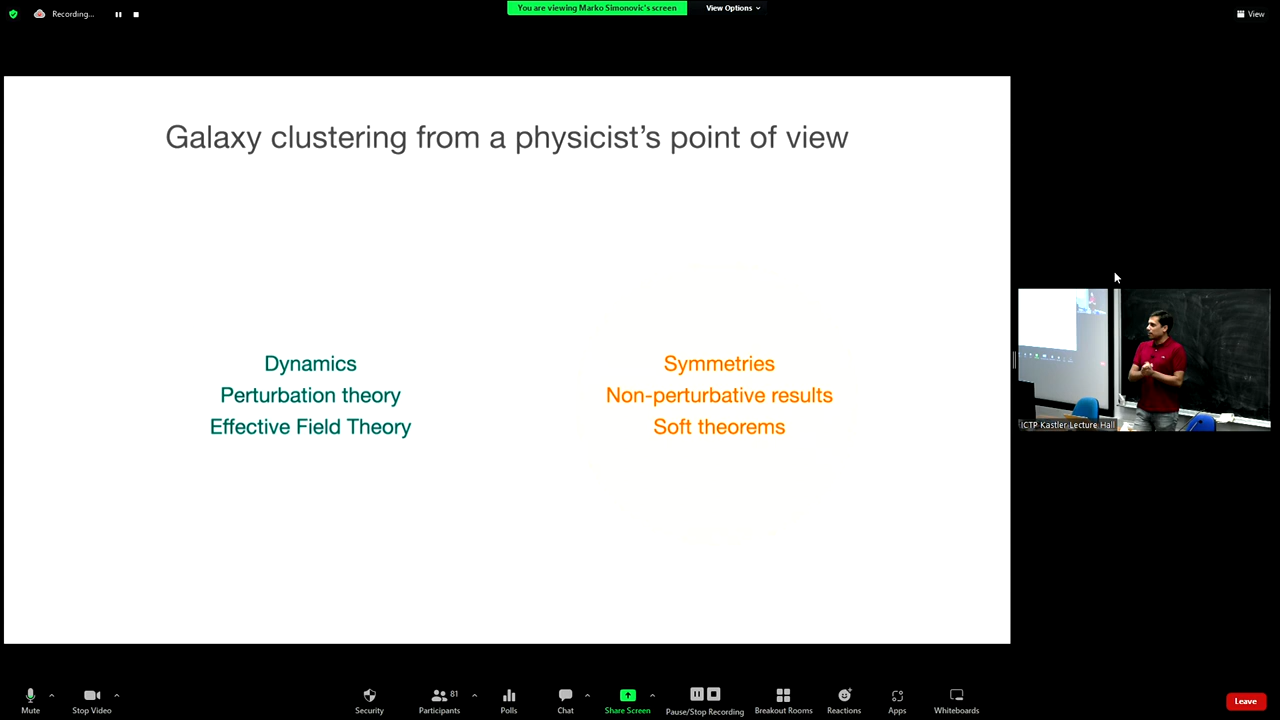 Recording...
You are viewing Marko Simonovic's screen
View Options
View
Galaxy clustering from a physicist's point of view
Dynamics
Perturbation theory
Effective Field Theory
Symmetries
Non-perturbative results
Soft theorems
ICTP Kastler Lecture Hall
Mute
Stop Video
Security
Participants
81
Polls
Chat
Share Screen
Pause/Stop Recording
Breakout Rooms
Reactions
Apps
Whiteboards
Leave